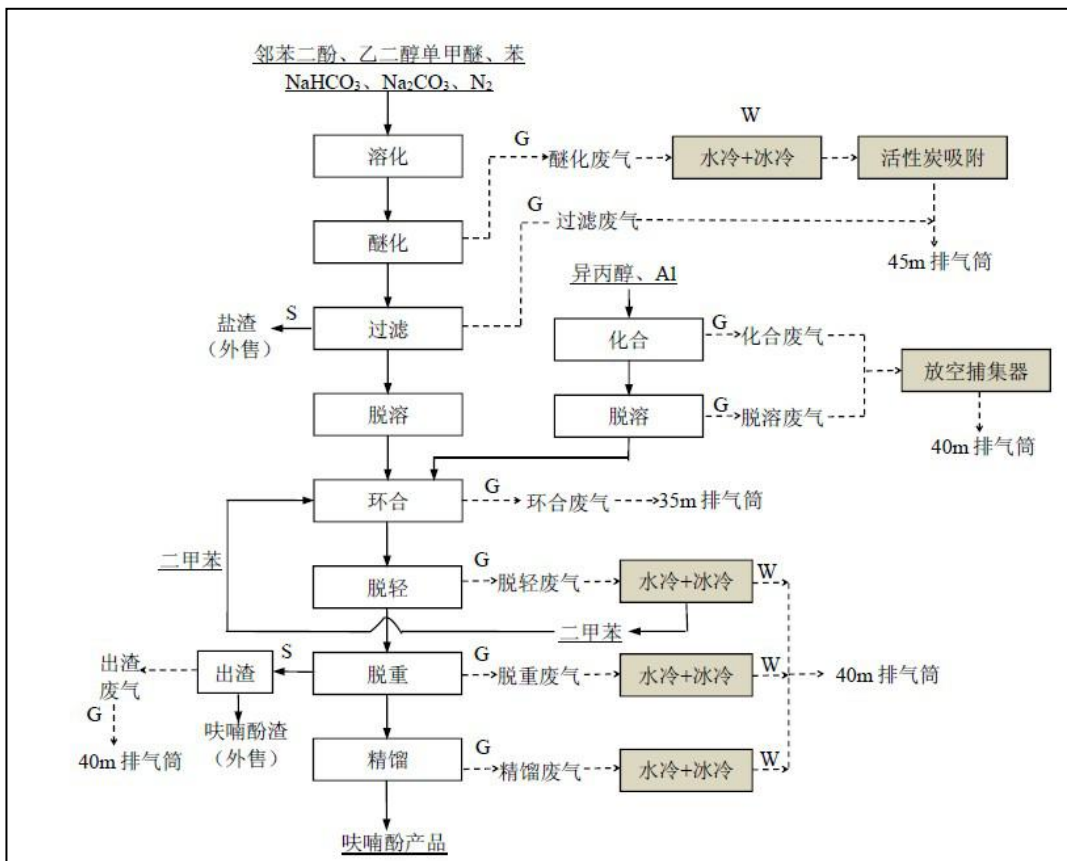 邻苯二酚、乙二醇单甲醚、苯
NaHCO₃、Na₂CO₃、N₂
W
溶化
G
醚化废气
水冷+冰冷
活性炭吸附
G
过滤废气
醚化
45m 排气筒
异丙醇、Al
盐渣
(外售)
S
过滤
化合
G
化合废气
放空捕集器
脱溶
脱溶
G
脱溶废气
40m 排气筒
环合
G
环合废气
35m 排气筒
二甲苯
脱轻
G
脱轻废气
水冷+冰冷
W
二甲苯
出渣
废气
G
40m 排气筒
出渣
S
呋喃酚渣
(外售)
脱重
G
脱重废气
水冷+冰冷
W
40m 排气筒
精馏
G
精馏废气
水冷+冰冷
W
呋喃酚产品